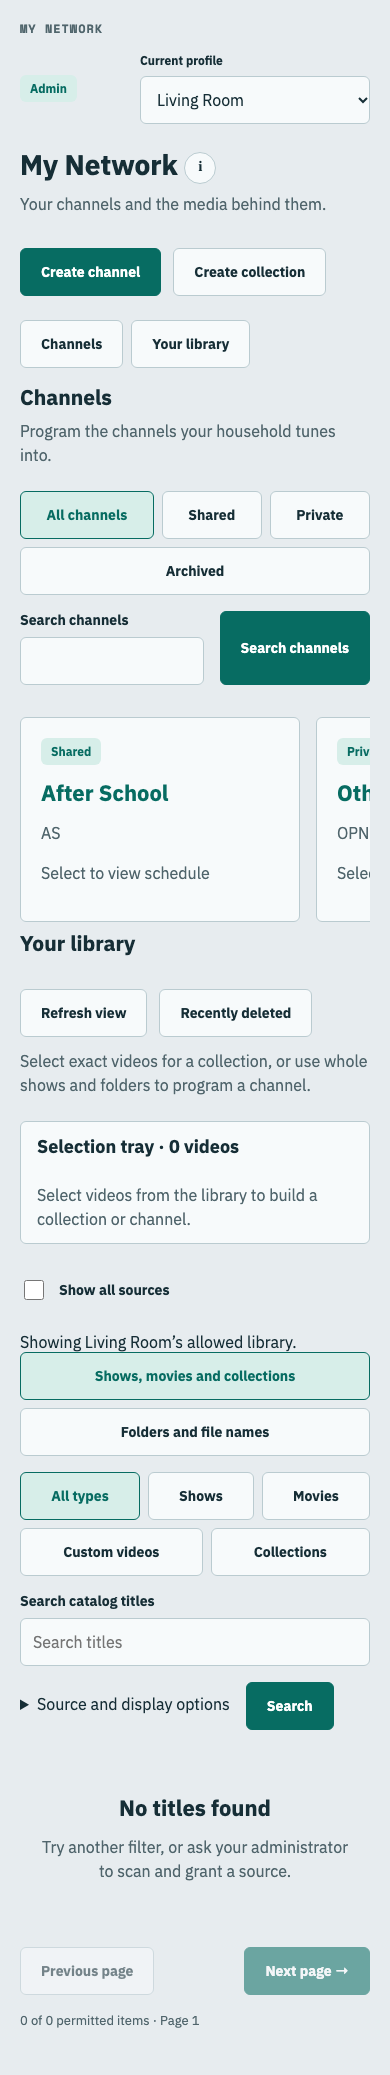 MY NETWORK
Current profile
Admin
Living Room
My Network i
Your channels and the media behind them.
Create channel Create collection
Channels Your library
Channels
Program the channels your household tunes
into.
All channels Shared Private
Archived
Search channels
Search channels
Shared
After School
AS
Select to view schedule
Priv
Oth
OPN
Selec
Your library
Refresh view Recently deleted
Select exact videos for a collection, or use whole
shows and folders to program a channel.
Selection tray · 0 videos
Select videos from the library to build a
collection or channel.
Show all sources
Showing Living Room’s allowed library.
Shows, movies and collections
Folders and file names
All types Shows Movies
Custom videos Collections
Search catalog titles
Search titles
▶ Source and display options Search
No titles found
Try another filter, or ask your administrator
to scan and grant a source.
Previous page Next page →
0 of 0 permitted items · Page 1